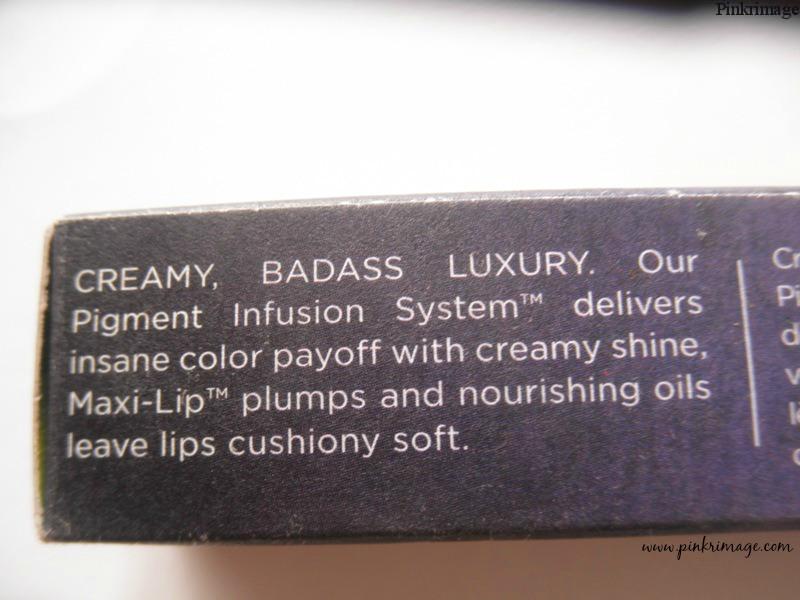 Pinkrimage
CREAMY, BADASS LUXURY. Our
Pigment Infusion System™ delivers
insane color payoff with creamy shine,
Maxi-Lip™ plumps and nourishing oils
leave lips cushiony soft.
www.pinkrimage.com